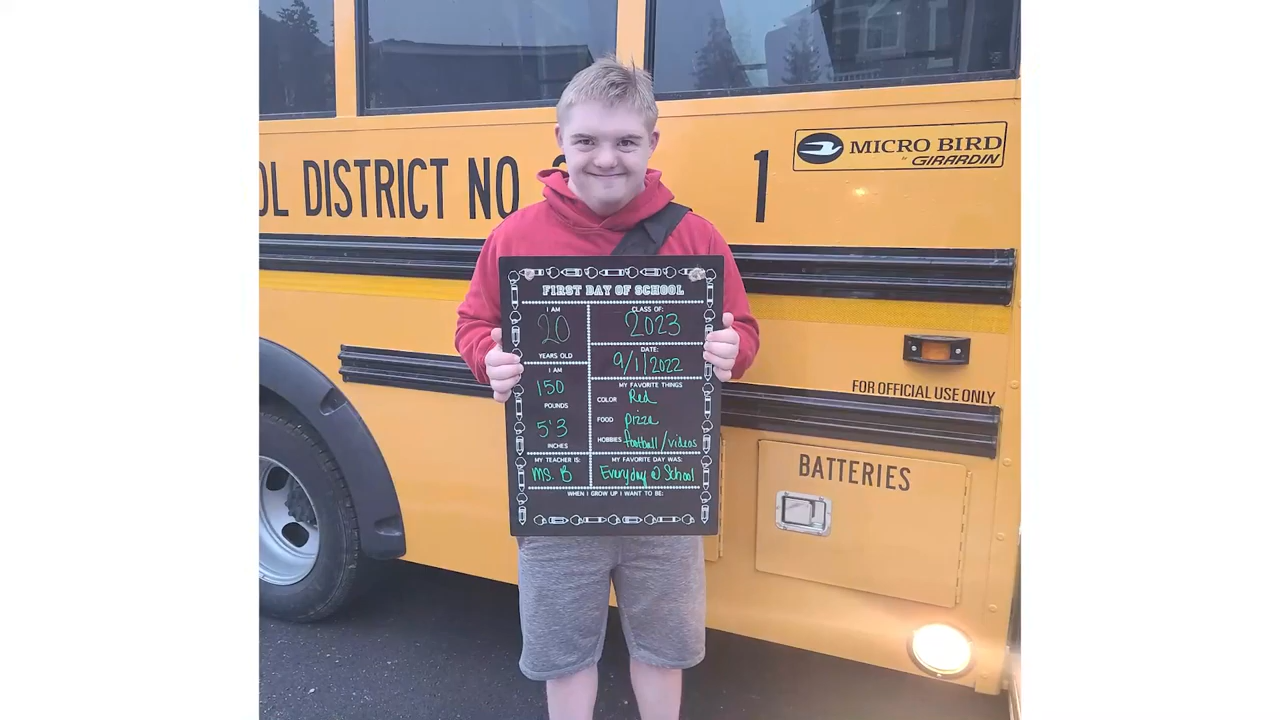 OL DISTRICT NO 1
MICRO BIRD
by GIRARDIN
FIRST DAY OF SCHOOL
I AM
20
YEARS OLD
I AM
150
POUNDS
5'3
INCHES
MY TEACHER IS:
Ms. B
CLASS OF:
2023
DATE:
9/1/2022
MY FAVORITE THINGS
COLOR Red
FOOD pizza
HOBBIES football/videos
MY FAVORITE DAY WAS:
Everyday @ School
WHEN I GROW UP I WANT TO BE:
FOR OFFICIAL USE ONLY
BATTERIES